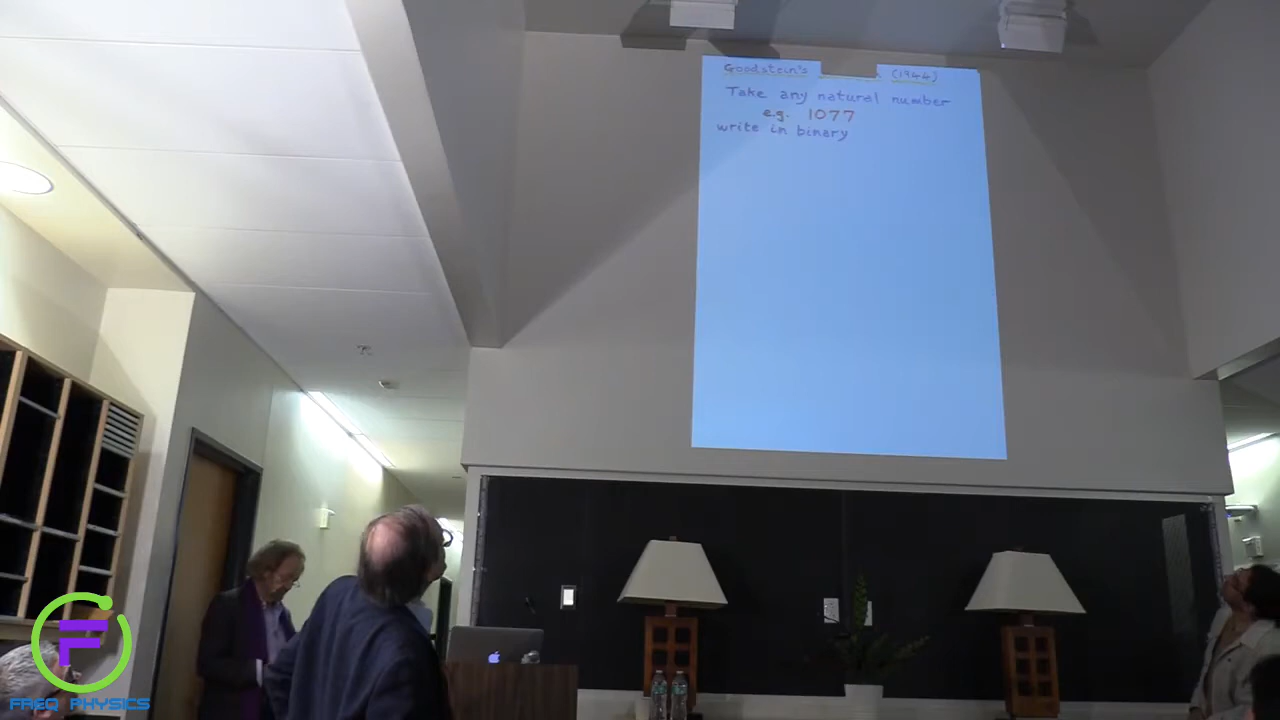 Goodstein's (1944)
Take any natural number
e.g. 1077
write in binary
FREQ PHYSICS